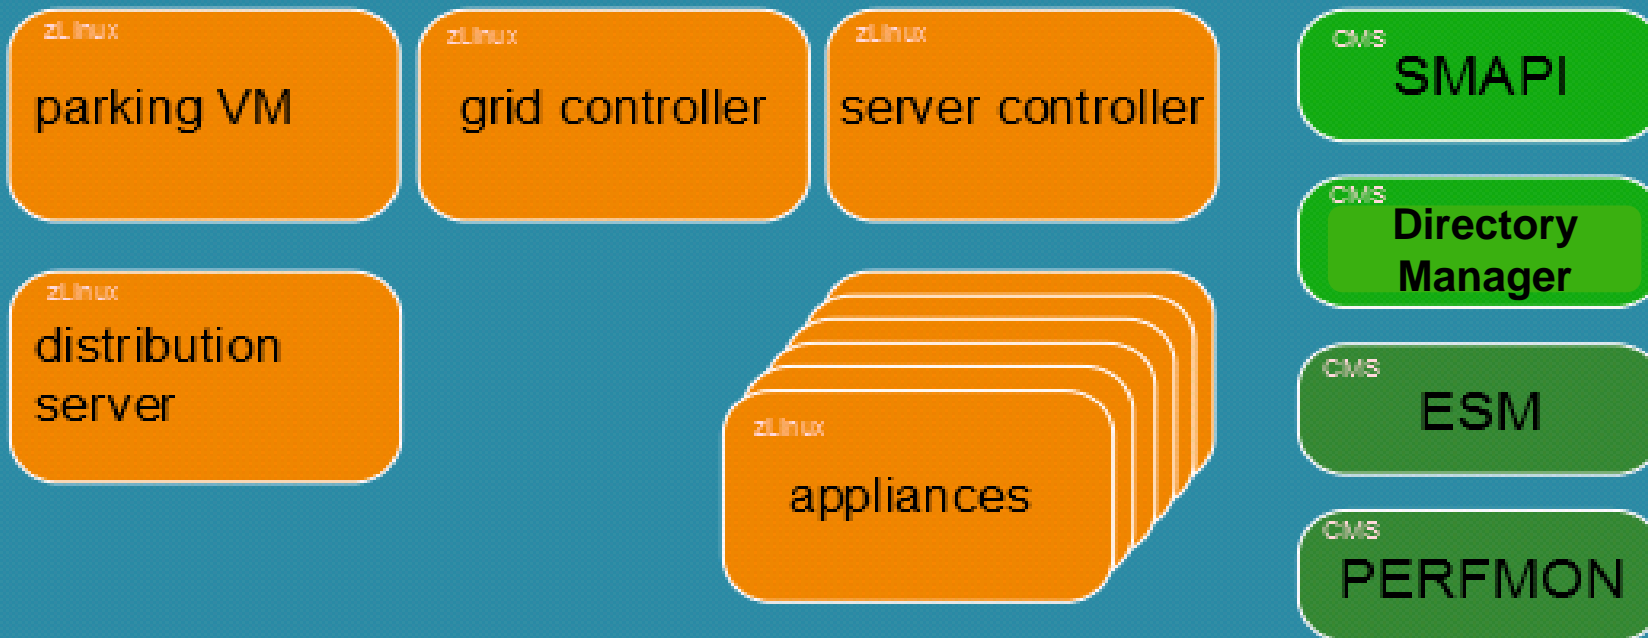 zLinux
parking VM
zLinux
grid controller
zLinux
server controller
CMS
SMAPI
CMS
Directory
Manager
zLinux
distribution
server
zLinux
appliances
CMS
ESM
CMS
PERFMON